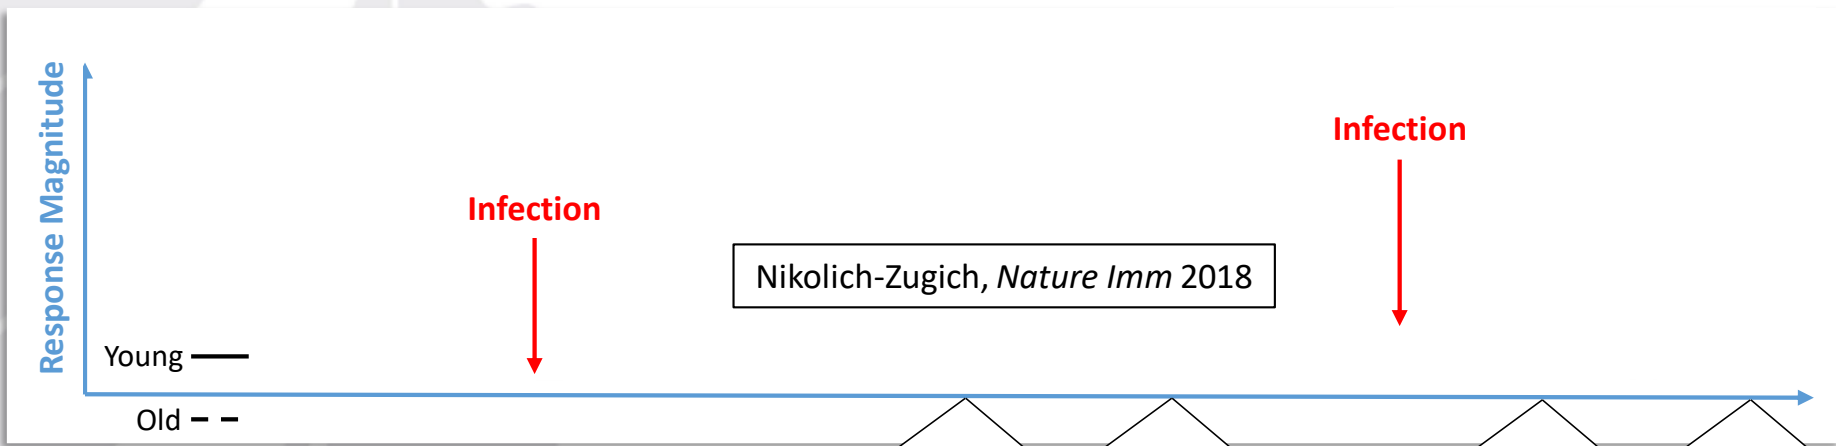 Response Magnitude
Infection
Infection
Nikolich-Zugich, Nature Imm 2018
Young
Old